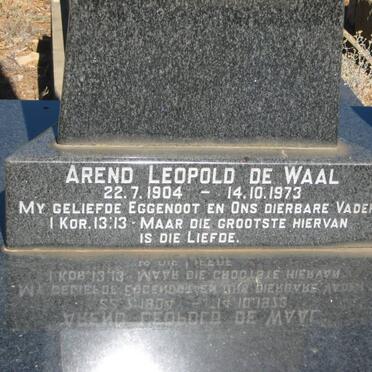 AREND LEOPOLD DE WAAL
22.7.1904 - 14.10.1973
MY GELIEFDE EGGENOOT EN ONS DIERBARE VADER
1 KOR. 13:13 - MAAR DIE GROOTSTE HIERVAN
IS DIE LIEFDE.